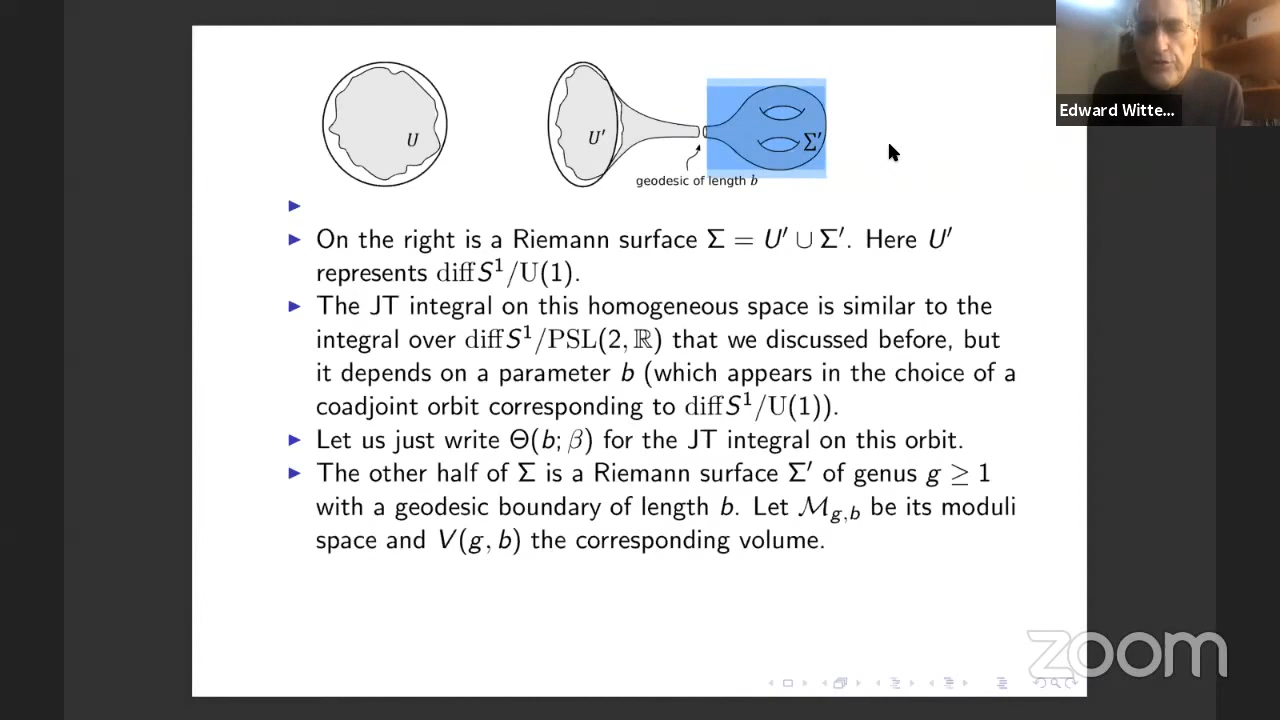 Edward Witte...
U
U′
Σ′
geodesic of length b
On the right is a Riemann surface Σ = U′ ∪ Σ′. Here U′
represents diff S¹/U(1).
The JT integral on this homogeneous space is similar to the
integral over diff S¹/PSL(2, ℝ) that we discussed before, but
it depends on a parameter b (which appears in the choice of a
coadjoint orbit corresponding to diff S¹/U(1)).
Let us just write Θ(b; β) for the JT integral on this orbit.
The other half of Σ is a Riemann surface Σ′ of genus g ≥ 1
with a geodesic boundary of length b. Let ℳ_{g,b} be its moduli
space and V(g, b) the corresponding volume.
zoom